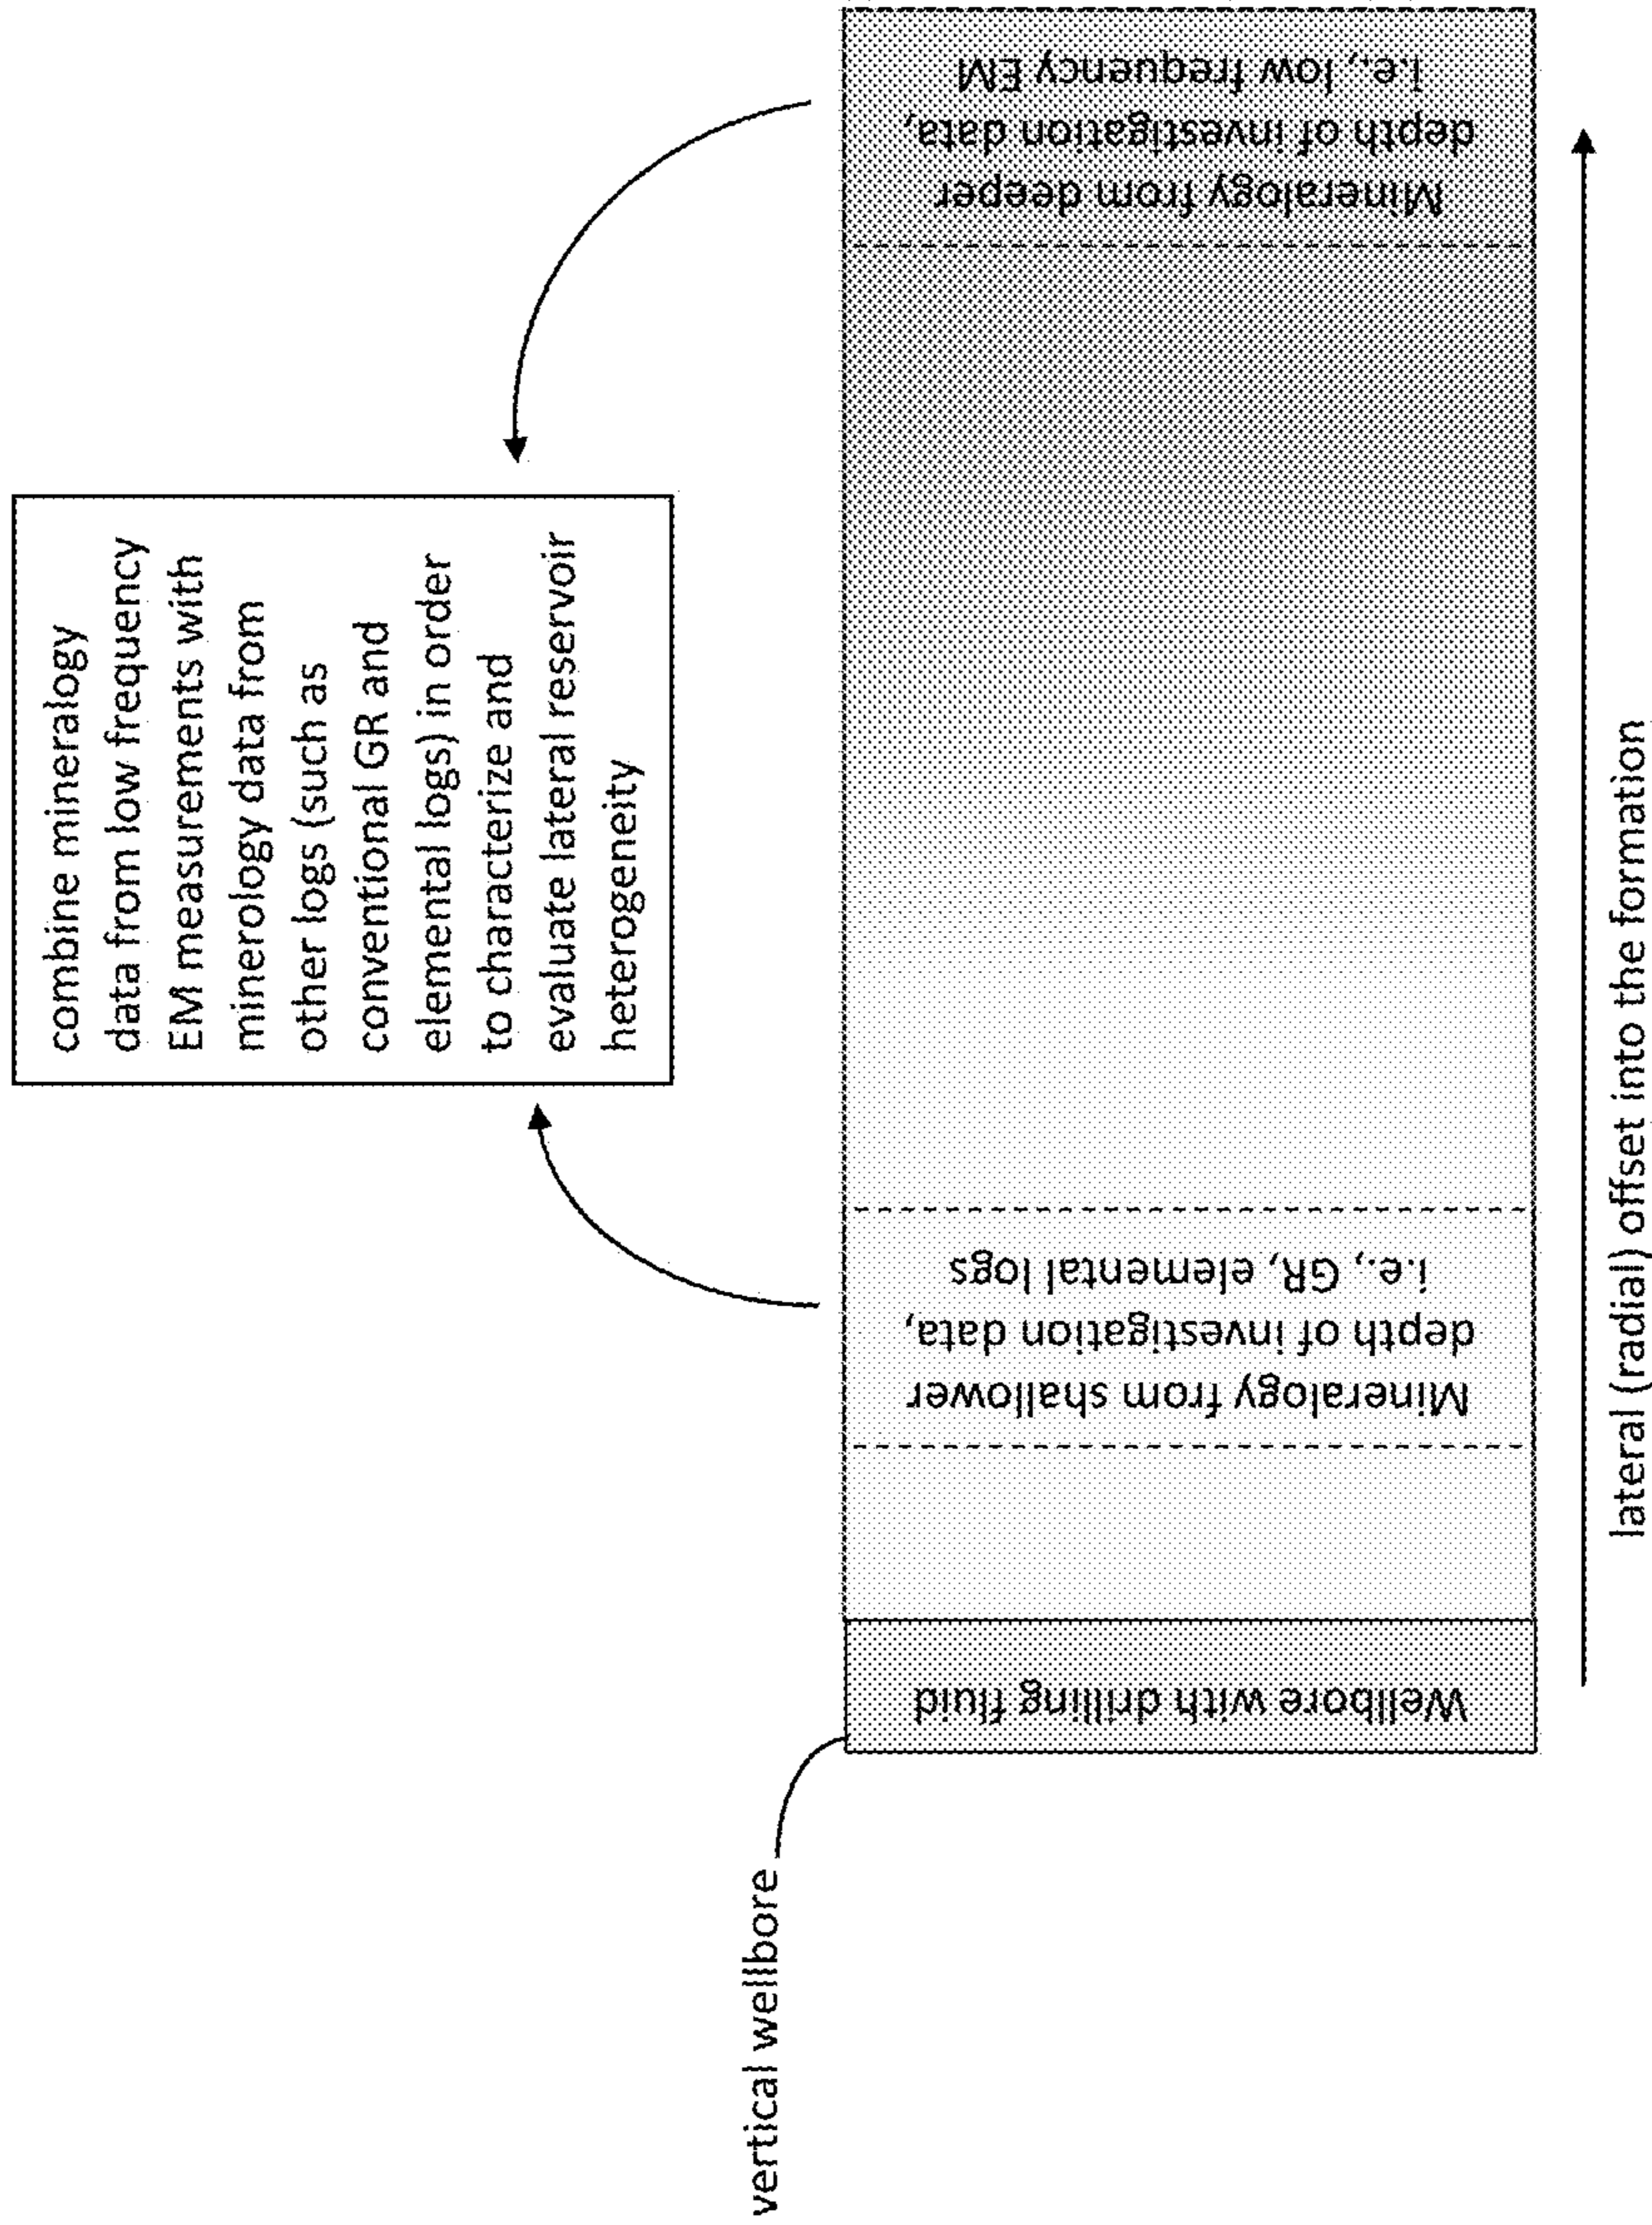 combine mineralogy
data from low frequency
EM measurements with
minerology data from
other logs (such as
conventional GR and
elemental logs) in order
to characterize and
evaluate lateral reservoir
heterogeneity
vertical wellbore
Wellbore with drilling fluid
Mineralogy from shallower
depth of investigation data,
i.e., GR, elemental logs
Mineralogy from deeper
depth of investigation data,
i.e., low frequency EM
lateral (radial) offset into the formation